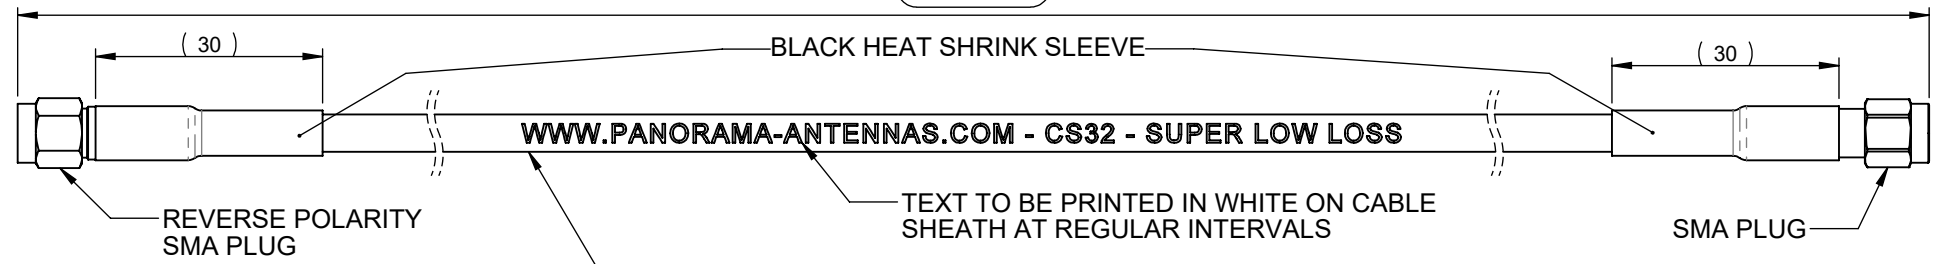 ( 30 )
BLACK HEAT SHRINK SLEEVE
( 30 )
WWW.PANORAMA-ANTENNAS.COM - CS32 - SUPER LOW LOSS
REVERSE POLARITY
SMA PLUG
TEXT TO BE PRINTED IN WHITE ON CABLE
SHEATH AT REGULAR INTERVALS
SMA PLUG